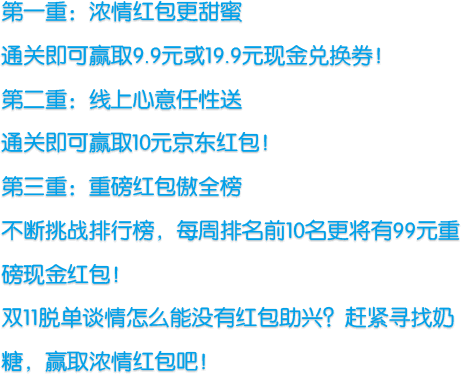 第一重：浓情红包更甜蜜
通关即可赢取9.9元或19.9元现金兑换券！
第二重：线上心意任性送
通关即可赢取10元京东红包！
第三重：重磅红包傲全榜
不断挑战排行榜，每周排名前10名更将有99元重
磅现金红包！
双11脱单谈情怎么能没有红包助兴？赶紧寻找奶
糖，赢取浓情红包吧！